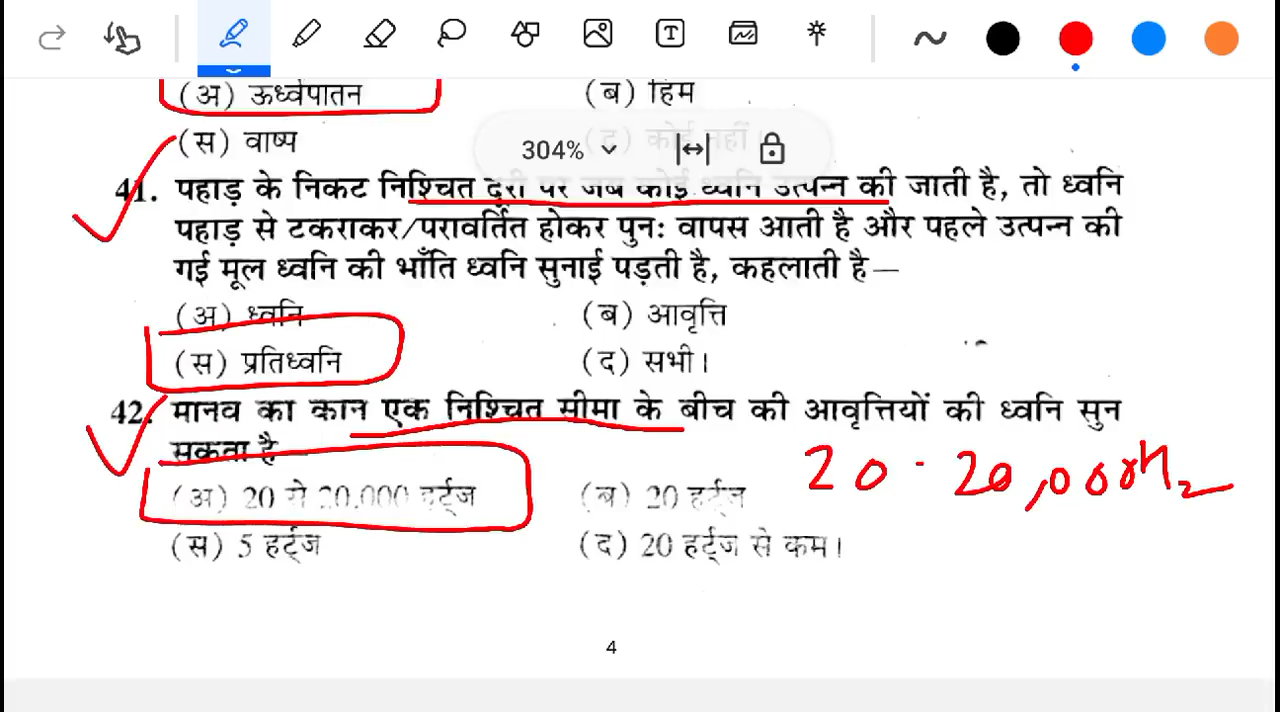 (अ) ऊर्ध्वपातन (ब) हिम
(स) वाष्प (द) कोई नहीं।
304%
41. पहाड़ के निकट निश्चित दूरी पर जब कोई ध्वनि उत्पन्न की जाती है, तो ध्वनि
पहाड़ से टकराकर/परावर्तित होकर पुनः वापस आती है और पहले उत्पन्न की
गई मूल ध्वनि की भाँति ध्वनि सुनाई पड़ती है, कहलाती है—
(अ) ध्वनि (ब) आवृत्ति
(स) प्रतिध्वनि (द) सभी।
42. मानव का कान एक निश्चित सीमा के बीच की आवृत्तियों की ध्वनि सुन
सकता है—
20 - 20,000Hz
(अ) 20 से 20,000 हर्ट्ज (ब) 20 हर्ट्ज
(स) 5 हर्ट्ज (द) 20 हर्ट्ज से कम।
4